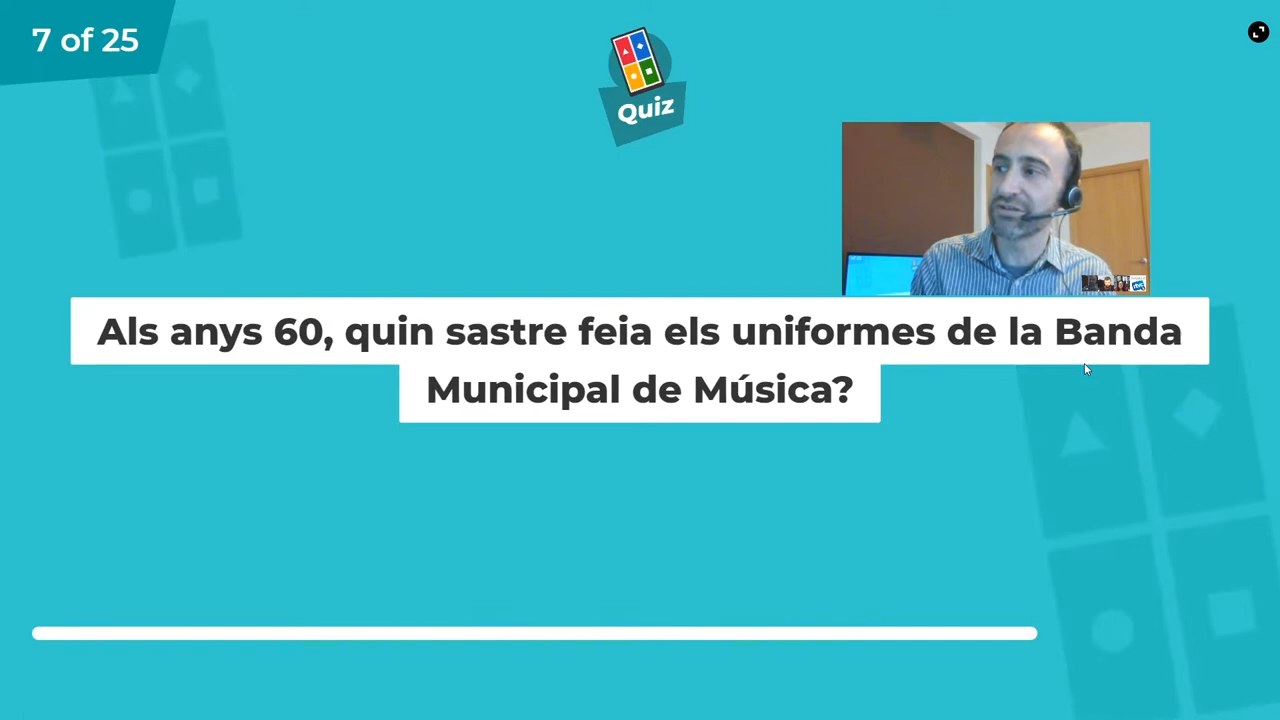 7 of 25
Quiz
Als anys 60, quin sastre feia els uniformes de la Banda
Municipal de Música?